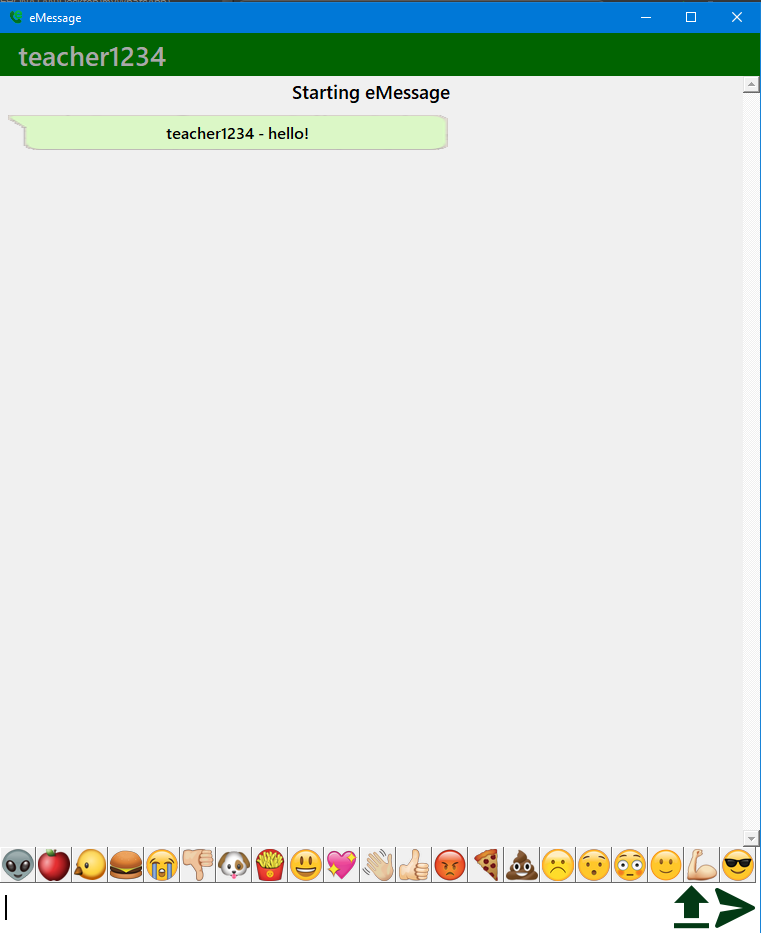 eMessage
teacher1234
Starting eMessage
teacher1234 - hello!